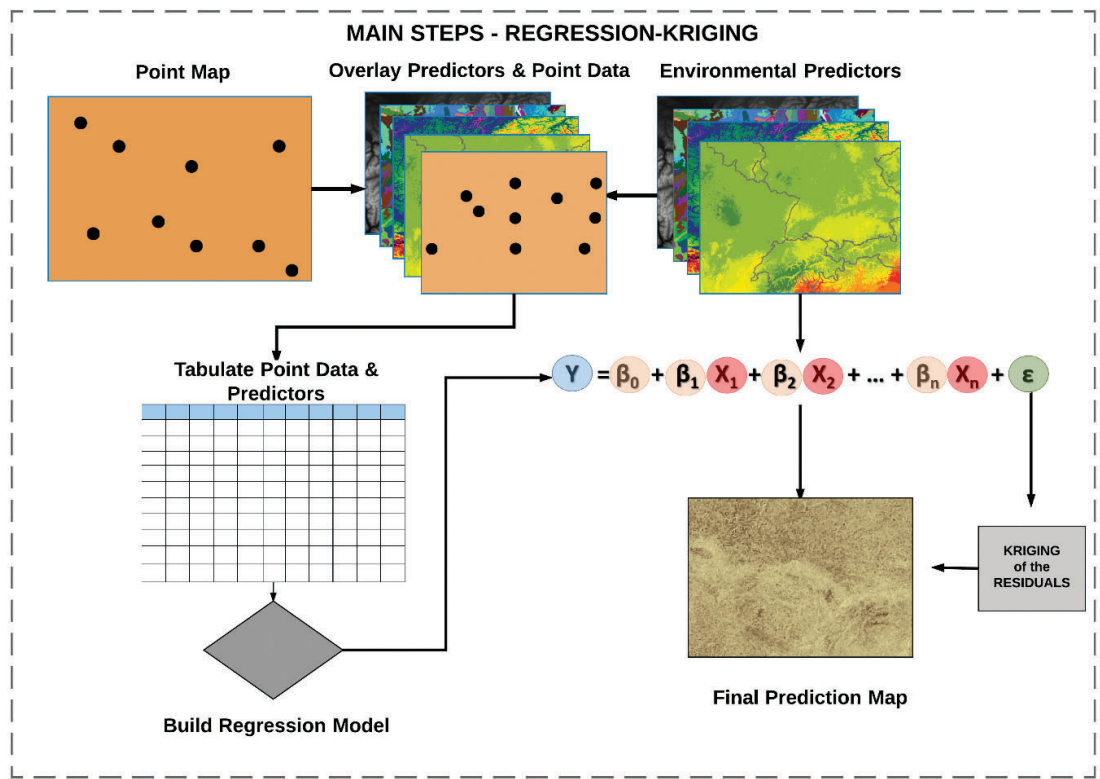 MAIN STEPS - REGRESSION-KRIGING
Point Map
Overlay Predictors & Point Data
Environmental Predictors
Tabulate Point Data &
Predictors
Y = β₀ + β₁ X₁ + β₂ X₂ + ... + βₙ Xₙ + ε
KRIGING
of the
RESIDUALS
Build Regression Model
Final Prediction Map